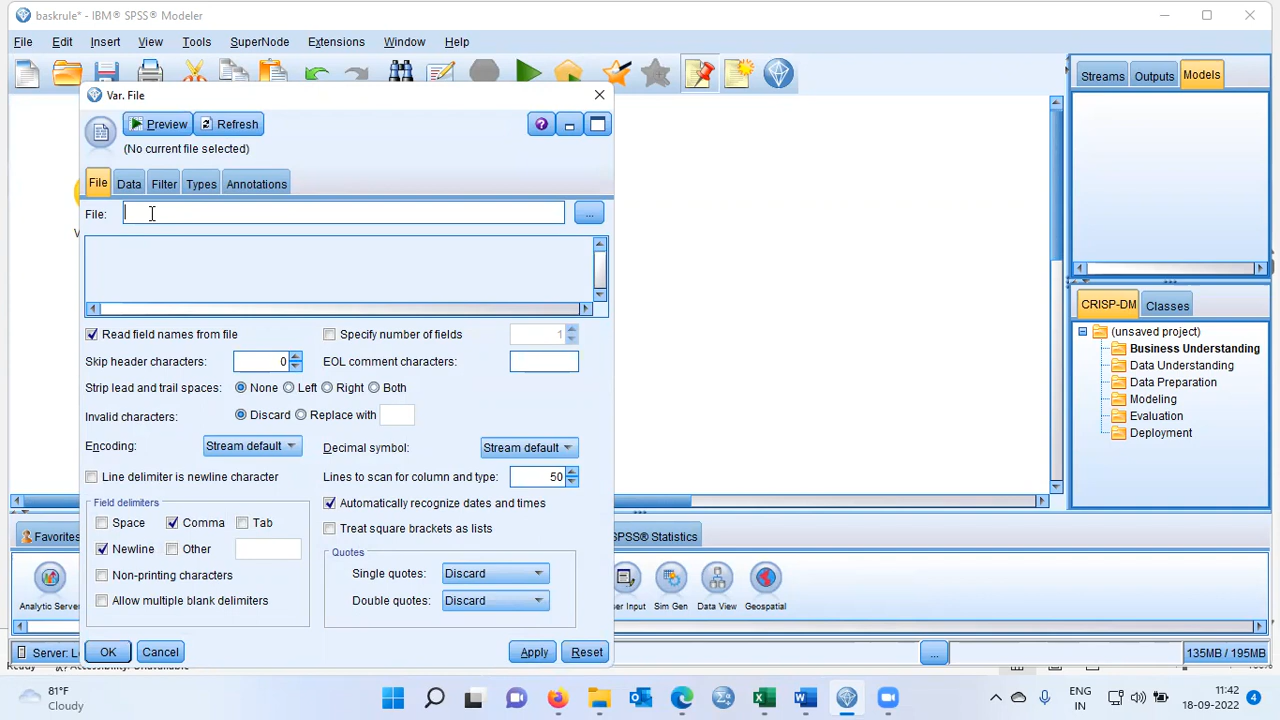 baskrule* - IBM® SPSS® Modeler
File Edit Insert View Tools SuperNode Extensions Window Help
Var. File
Preview Refresh
(No current file selected)
File Data Filter Types Annotations
File: ...
Read field names from file Specify number of fields 1
Skip header characters: 0 EOL comment characters:
Strip lead and trail spaces: None Left Right Both
Invalid characters: Discard Replace with
Encoding: Stream default Decimal symbol: Stream default
Line delimiter is newline character Lines to scan for column and type: 50
Field delimiters Automatically recognize dates and times
Space Comma Tab Treat square brackets as lists
Newline Other
Quotes
Non-printing characters Single quotes: Discard
Allow multiple blank delimiters Double quotes: Discard
OK Cancel Apply Reset
Streams Outputs Models
CRISP-DM Classes
(unsaved project)
Business Understanding
Data Understanding
Data Preparation
Modeling
Evaluation
Deployment
Favorites SPSS® Statistics
Analytic Server Sim Gen Data View Geospatial
Server: ... 135MB / 195MB
81°F
Cloudy
ENG
IN
11:42
18-09-2022
4